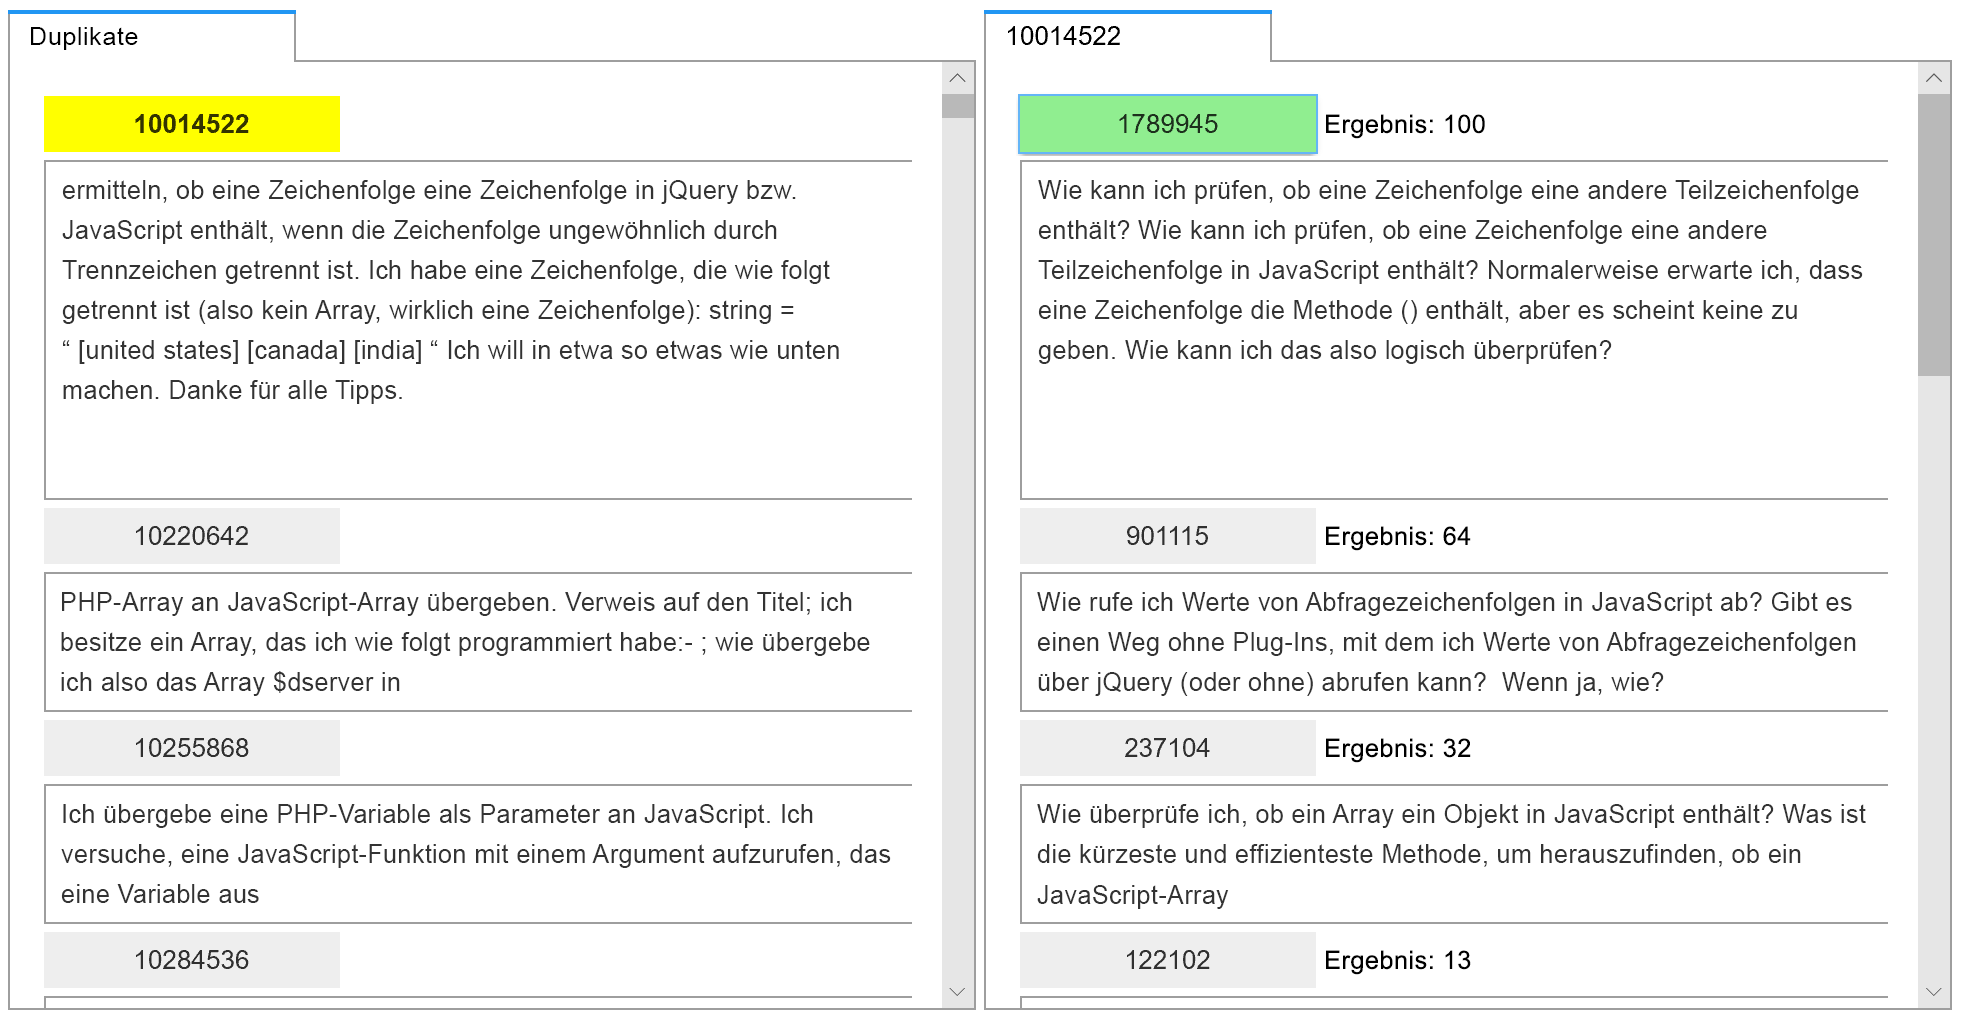 Duplikate
10014522
ermitteln, ob eine Zeichenfolge eine Zeichenfolge in jQuery bzw.
JavaScript enthält, wenn die Zeichenfolge ungewöhnlich durch
Trennzeichen getrennt ist. Ich habe eine Zeichenfolge, die wie folgt
getrennt ist (also kein Array, wirklich eine Zeichenfolge): string =
“ [united states] [canada] [india] “ Ich will in etwa so etwas wie unten
machen. Danke für alle Tipps.
10220642
PHP-Array an JavaScript-Array übergeben. Verweis auf den Titel; ich
besitze ein Array, das ich wie folgt programmiert habe:- ; wie übergebe
ich also das Array $dserver in
10255868
Ich übergebe eine PHP-Variable als Parameter an JavaScript. Ich
versuche, eine JavaScript-Funktion mit einem Argument aufzurufen, das
eine Variable aus
10284536
10014522
1789945 Ergebnis: 100
Wie kann ich prüfen, ob eine Zeichenfolge eine andere Teilzeichenfolge
enthält? Wie kann ich prüfen, ob eine Zeichenfolge eine andere
Teilzeichenfolge in JavaScript enthält? Normalerweise erwarte ich, dass
eine Zeichenfolge die Methode () enthält, aber es scheint keine zu
geben. Wie kann ich das also logisch überprüfen?
901115 Ergebnis: 64
Wie rufe ich Werte von Abfragezeichenfolgen in JavaScript ab? Gibt es
einen Weg ohne Plug-Ins, mit dem ich Werte von Abfragezeichenfolgen
über jQuery (oder ohne) abrufen kann?  Wenn ja, wie?
237104 Ergebnis: 32
Wie überprüfe ich, ob ein Array ein Objekt in JavaScript enthält? Was ist
die kürzeste und effizienteste Methode, um herauszufinden, ob ein
JavaScript-Array
122102 Ergebnis: 13